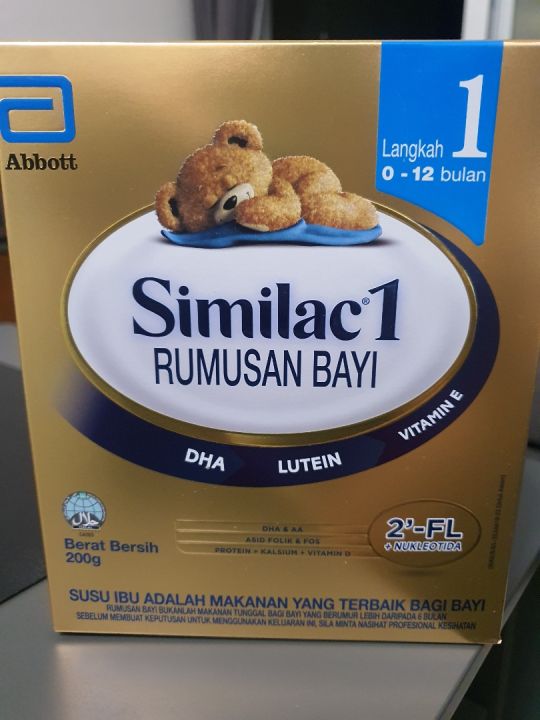 Abbott
Langkah 1
0 - 12 bulan
Similac® 1
RUMUSAN BAYI
DHA LUTEIN VITAMIN E
DHA & AA
ASID FOLIK & FOS
PROTEIN + KALSIUM + VITAMIN D
2'-FL
+ NUKLEOTIDA
حلال
Berat Bersih
200g
SUSU IBU ADALAH MAKANAN YANG TERBAIK BAGI BAYI
RUMUSAN BAYI BUKANLAH MAKANAN TUNGGAL BAGI BAYI YANG BERUMUR LEBIH DARIPADA 6 BULAN
SEBELUM MEMBUAT KEPUTUSAN UNTUK MENGGUNAKAN KELUARAN INI, SILA MINTA NASIHAT PROFESIONAL KESIHATAN